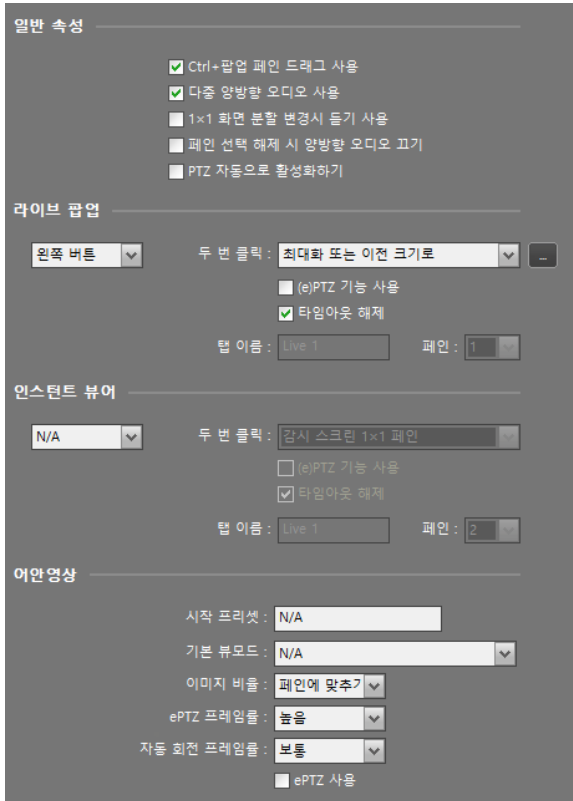 일반 속성
Ctrl+팝업 페인 드래그 사용
다중 양방향 오디오 사용
1×1 화면 분할 변경시 듣기 사용
페인 선택 해제 시 양방향 오디오 끄기
PTZ 자동으로 활성화하기
라이브 팝업
왼쪽 버튼 두 번 클릭 : 최대화 또는 이전 크기로 ...
(e)PTZ 기능 사용
타임아웃 해제
탭 이름 : Live 1 페인 : 1
인스턴트 뷰어
N/A 두 번 클릭 : 감시 스크린 1×1 페인
(e)PTZ 기능 사용
타임아웃 해제
탭 이름 : Live 1 페인 : 2
어안영상
시작 프리셋 : N/A
기본 뷰모드 : N/A
이미지 비율 : 페인에 맞추기
ePTZ 프레임률 : 높음
자동 회전 프레임률 : 보통
ePTZ 사용